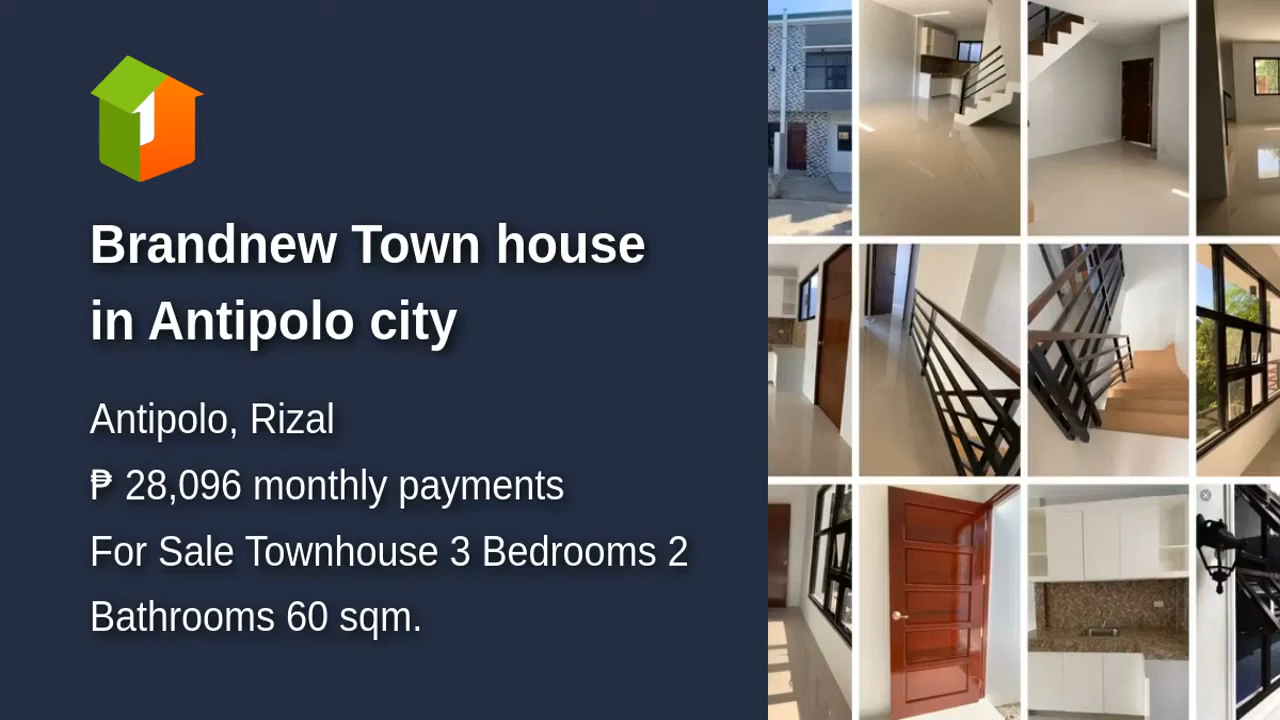 Brandnew Town house
in Antipolo city
Antipolo, Rizal
₱ 28,096 monthly payments
For Sale Townhouse 3 Bedrooms 2
Bathrooms 60 sqm.